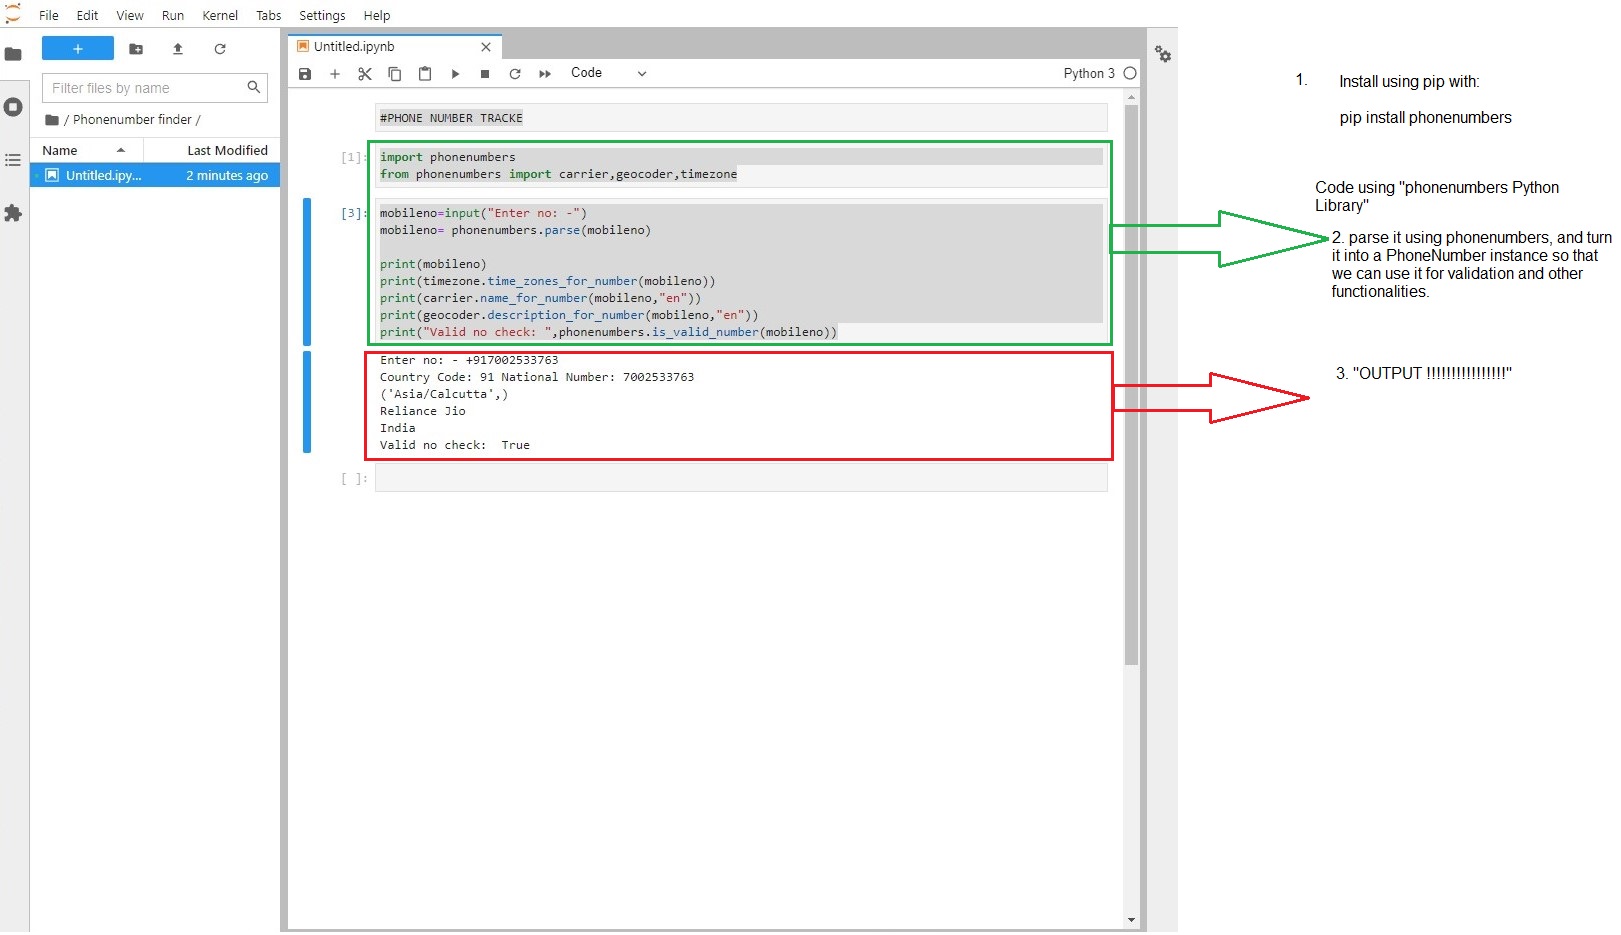 File Edit View Run Kernel Tabs Settings Help
+
Filter files by name
/ Phonenumber finder /
Name Last Modified
Untitled.ipy... 2 minutes ago
Untitled.ipynb
Code
Python 3
#PHONE NUMBER TRACKE
[1]: import phonenumbers
from phonenumbers import carrier,geocoder,timezone
[3]: mobileno=input("Enter no: -")
mobileno= phonenumbers.parse(mobileno)
print(mobileno)
print(timezone.time_zones_for_number(mobileno))
print(carrier.name_for_number(mobileno,"en"))
print(geocoder.description_for_number(mobileno,"en"))
print("Valid no check: ",phonenumbers.is_valid_number(mobileno))
Enter no: - +917002533763
Country Code: 91 National Number: 7002533763
('Asia/Calcutta',)
Reliance Jio
India
Valid no check:  True
[ ]:
1. Install using pip with:
pip install phonenumbers
Code using "phonenumbers Python
Library"
2. parse it using phonenumbers, and turn
it into a PhoneNumber instance so that
we can use it for validation and other
functionalities.
3. "OUTPUT !!!!!!!!!!!!!!!!"